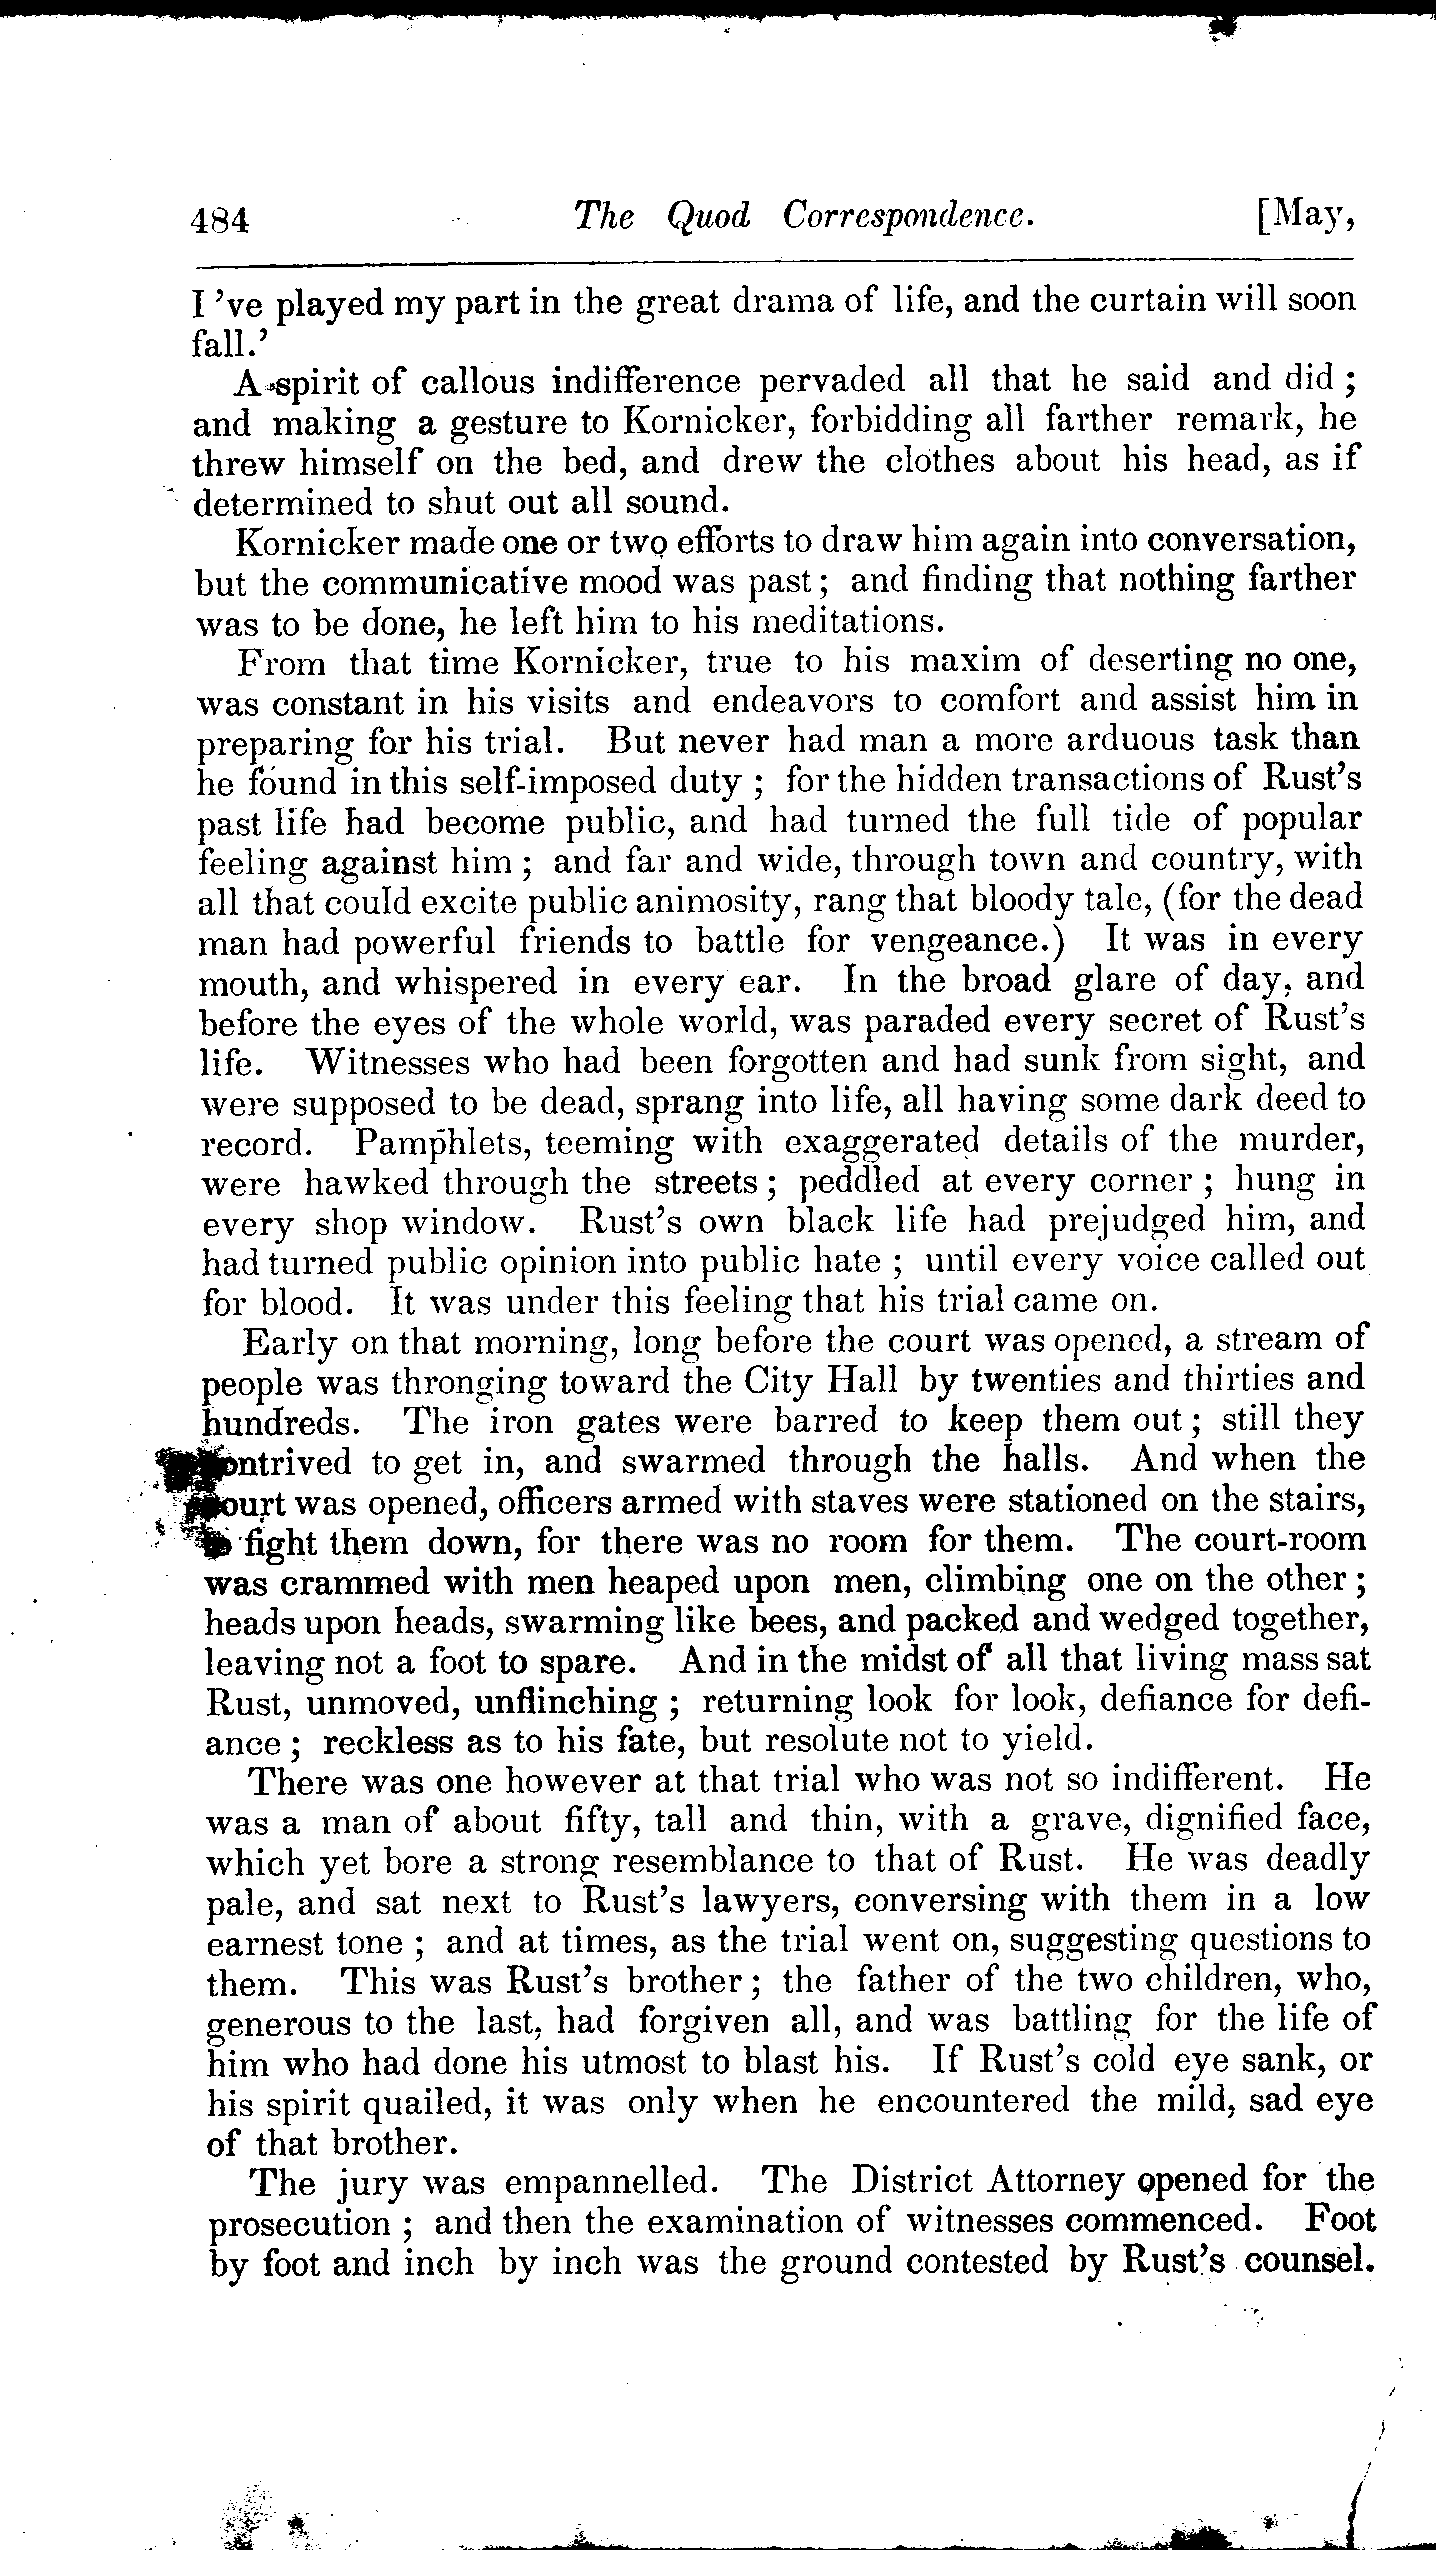 484 The Quod Correspondence. [May,
I 've played my part in the great drama of life, and the curtain will soon
fall.'
A spirit of callous indifference pervaded all that he said and did ;
and making a gesture to Kornicker, forbidding all farther remark, he
threw himself on the bed, and drew the clothes about his head, as if
determined to shut out all sound.
Kornicker made one or two efforts to draw him again into conversation,
but the communicative mood was past ; and finding that nothing farther
was to be done, he left him to his meditations.
From that time Kornicker, true to his maxim of deserting no one,
was constant in his visits and endeavors to comfort and assist him in
preparing for his trial. But never had man a more arduous task than
he found in this self-imposed duty ; for the hidden transactions of Rust's
past life had become public, and had turned the full tide of popular
feeling against him ; and far and wide, through town and country, with
all that could excite public animosity, rang that bloody tale, (for the dead
man had powerful friends to battle for vengeance.) It was in every
mouth, and whispered in every ear. In the broad glare of day, and
before the eyes of the whole world, was paraded every secret of Rust's
life. Witnesses who had been forgotten and had sunk from sight, and
were supposed to be dead, sprang into life, all having some dark deed to
record. Pamphlets, teeming with exaggerated details of the murder,
were hawked through the streets ; peddled at every corner ; hung in
every shop window. Rust's own black life had prejudged him, and
had turned public opinion into public hate ; until every voice called out
for blood. It was under this feeling that his trial came on.
Early on that morning, long before the court was opened, a stream of
people was thronging toward the City Hall by twenties and thirties and
hundreds. The iron gates were barred to keep them out ; still they
contrived to get in, and swarmed through the halls. And when the
court was opened, officers armed with staves were stationed on the stairs,
to fight them down, for there was no room for them. The court-room
was crammed with men heaped upon men, climbing one on the other ;
heads upon heads, swarming like bees, and packed and wedged together,
leaving not a foot to spare. And in the midst of all that living mass sat
Rust, unmoved, unflinching ; returning look for look, defiance for defi-
ance ; reckless as to his fate, but resolute not to yield.
There was one however at that trial who was not so indifferent. He
was a man of about fifty, tall and thin, with a grave, dignified face,
which yet bore a strong resemblance to that of Rust. He was deadly
pale, and sat next to Rust's lawyers, conversing with them in a low
earnest tone ; and at times, as the trial went on, suggesting questions to
them. This was Rust's brother ; the father of the two children, who,
generous to the last, had forgiven all, and was battling for the life of
him who had done his utmost to blast his. If Rust's cold eye sank, or
his spirit quailed, it was only when he encountered the mild, sad eye
of that brother.
The jury was empannelled. The District Attorney opened for the
prosecution ; and then the examination of witnesses commenced. Foot
by foot and inch by inch was the ground contested by Rust's counsel.